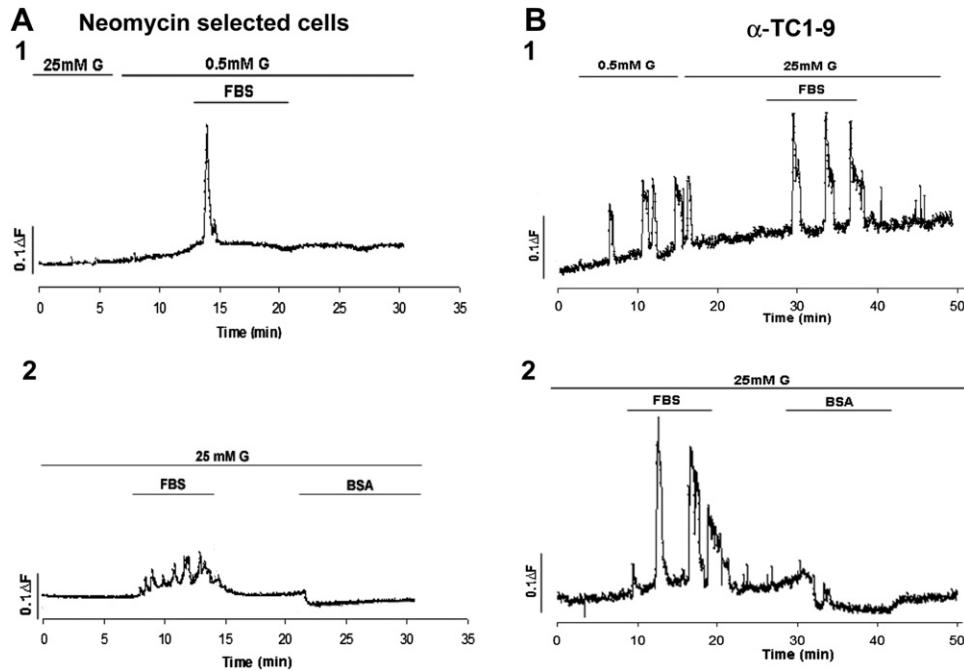 A Neomycin selected cells
1
25mM G 0.5mM G
FBS
0.1ΔF
0 5 10 15 20 25 30 35
Time (min)
2
25 mM G
FBS BSA
0.1ΔF
0 5 10 15 20 25 30 35
Time (min)
B α-TC1-9
1
0.5mM G 25mM G
FBS
0.1ΔF
0 10 20 30 40 50
Time (min)
2
25mM G
FBS BSA
0.1ΔF
0 10 20 30 40 50
Time (min)